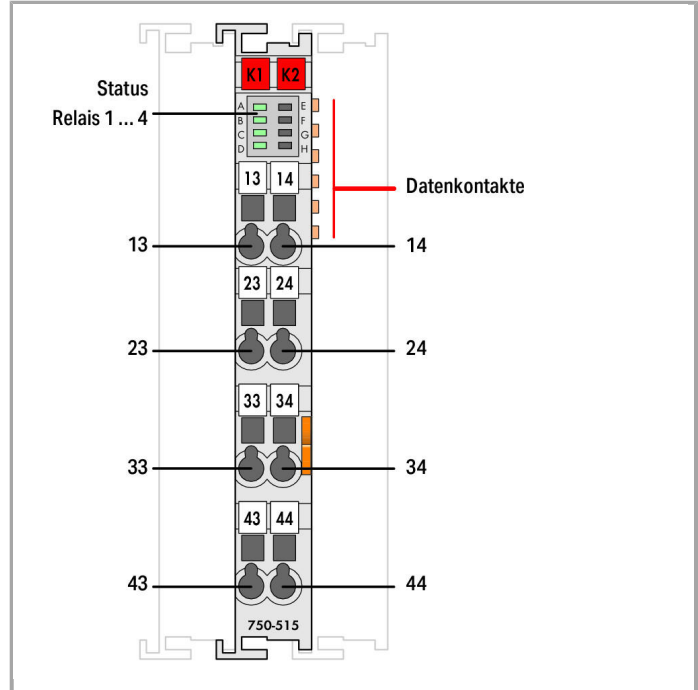 K1 K2
Status
Relais 1 ... 4
A E
B F
C G
D H
13 14
Datenkontakte
13 14
23 24
23 24
33 34
33 34
43 44
43 44
750-515